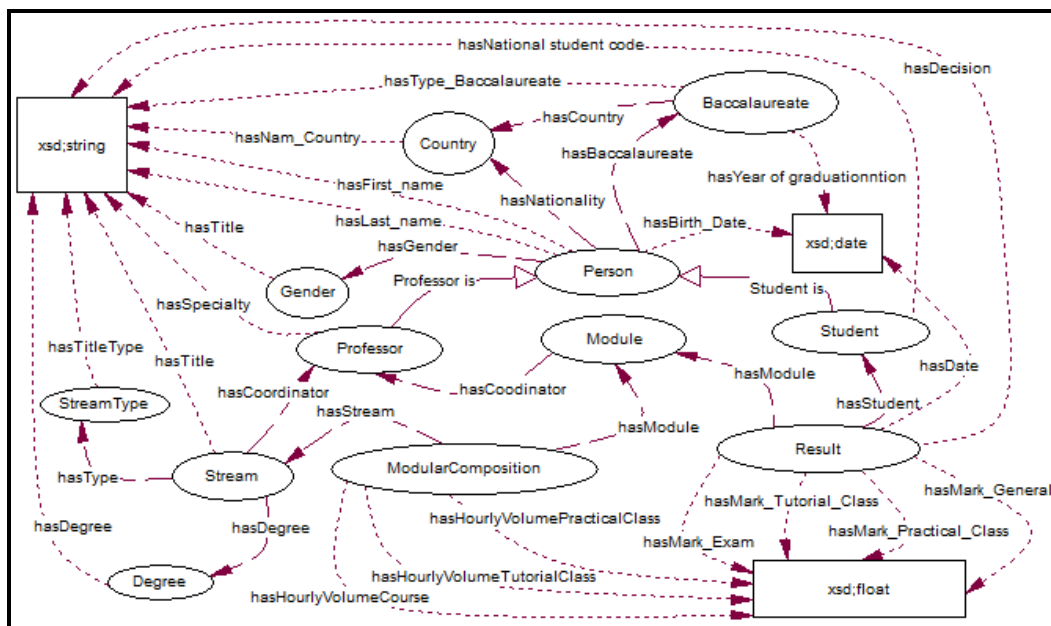 hasNational student code
hasDecision
hasType_Baccalaureate
Baccalaureate
xsd;string
hasNam_Country
Country
hasCountry
hasBaccalaureate
hasFirst_name
hasNationality
hasYear of graduationntion
hasLast_name
hasTitle
hasBirth_Date
xsd;date
hasGender
Person
Gender
Professor is
Student is
hasSpecialty
Student
Module
Professor
hasTitleType
hasTitle
hasDate
hasModule
hasCoordinator
hasCoodinator
StreamType
hasStream
hasStudent
hasModule
Result
ModularComposition
Stream
hasType
hasMark_General
hasMark_Tutorial_Class
hasDegree
hasDegree
hasHourlyVolumePracticalClass
hasMark_Practical_Class
hasMark_Exam
Degree
hasHourlyVolumeTutorialClass
xsd;float
hasHourlyVolumeCourse